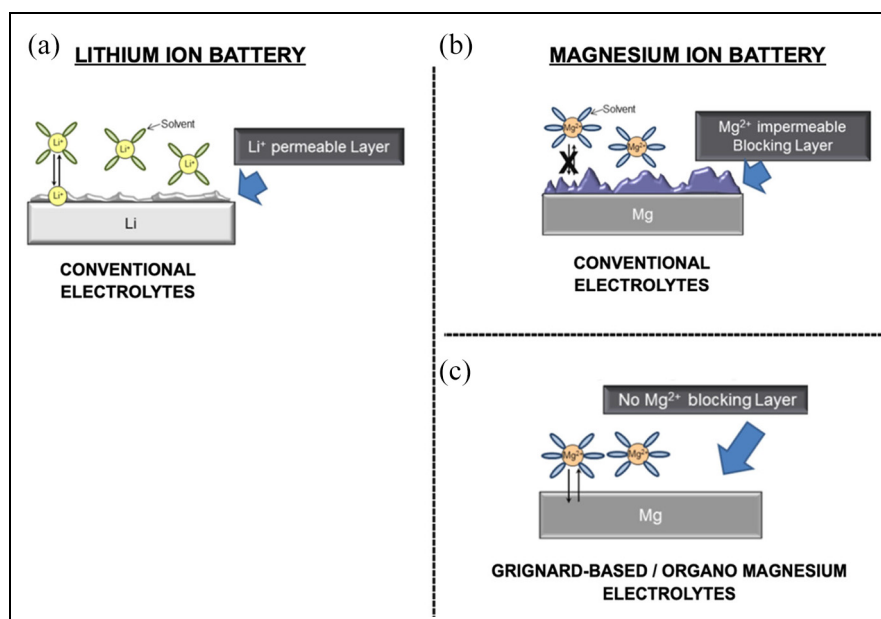 (a)
LITHIUM ION BATTERY
Solvent
Li⁺
Li⁺
Li⁺
Li⁺
Li⁺ permeable Layer
Li
CONVENTIONAL
ELECTROLYTES
(b)
MAGNESIUM ION BATTERY
Solvent
Mg²⁺
Mg²⁺
X
Mg²⁺ impermeable
Blocking Layer
Mg
CONVENTIONAL
ELECTROLYTES
(c)
No Mg²⁺ blocking Layer
Mg²⁺
Mg²⁺
Mg
GRIGNARD-BASED / ORGANO MAGNESIUM
ELECTROLYTES